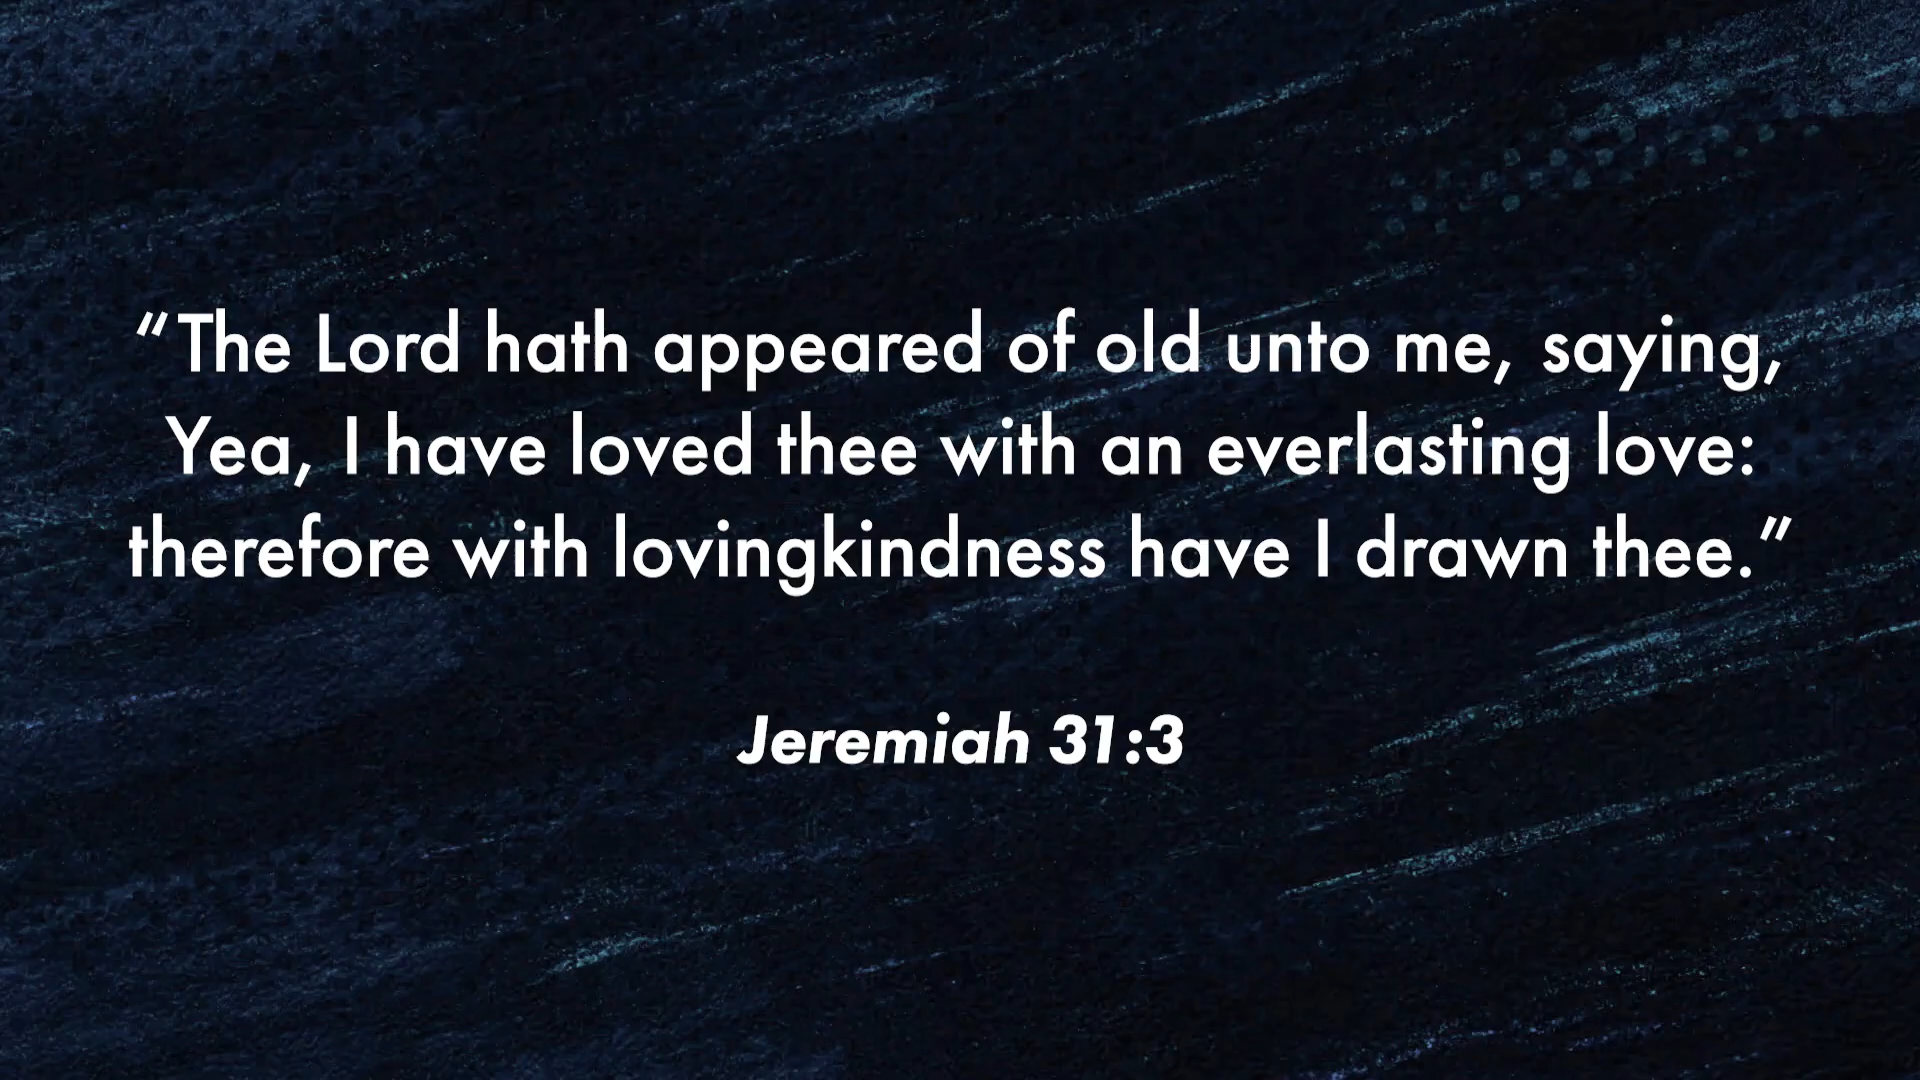 “The Lord hath appeared of old unto me, saying,
Yea, I have loved thee with an everlasting love:
therefore with lovingkindness have I drawn thee.”
Jeremiah 31:3